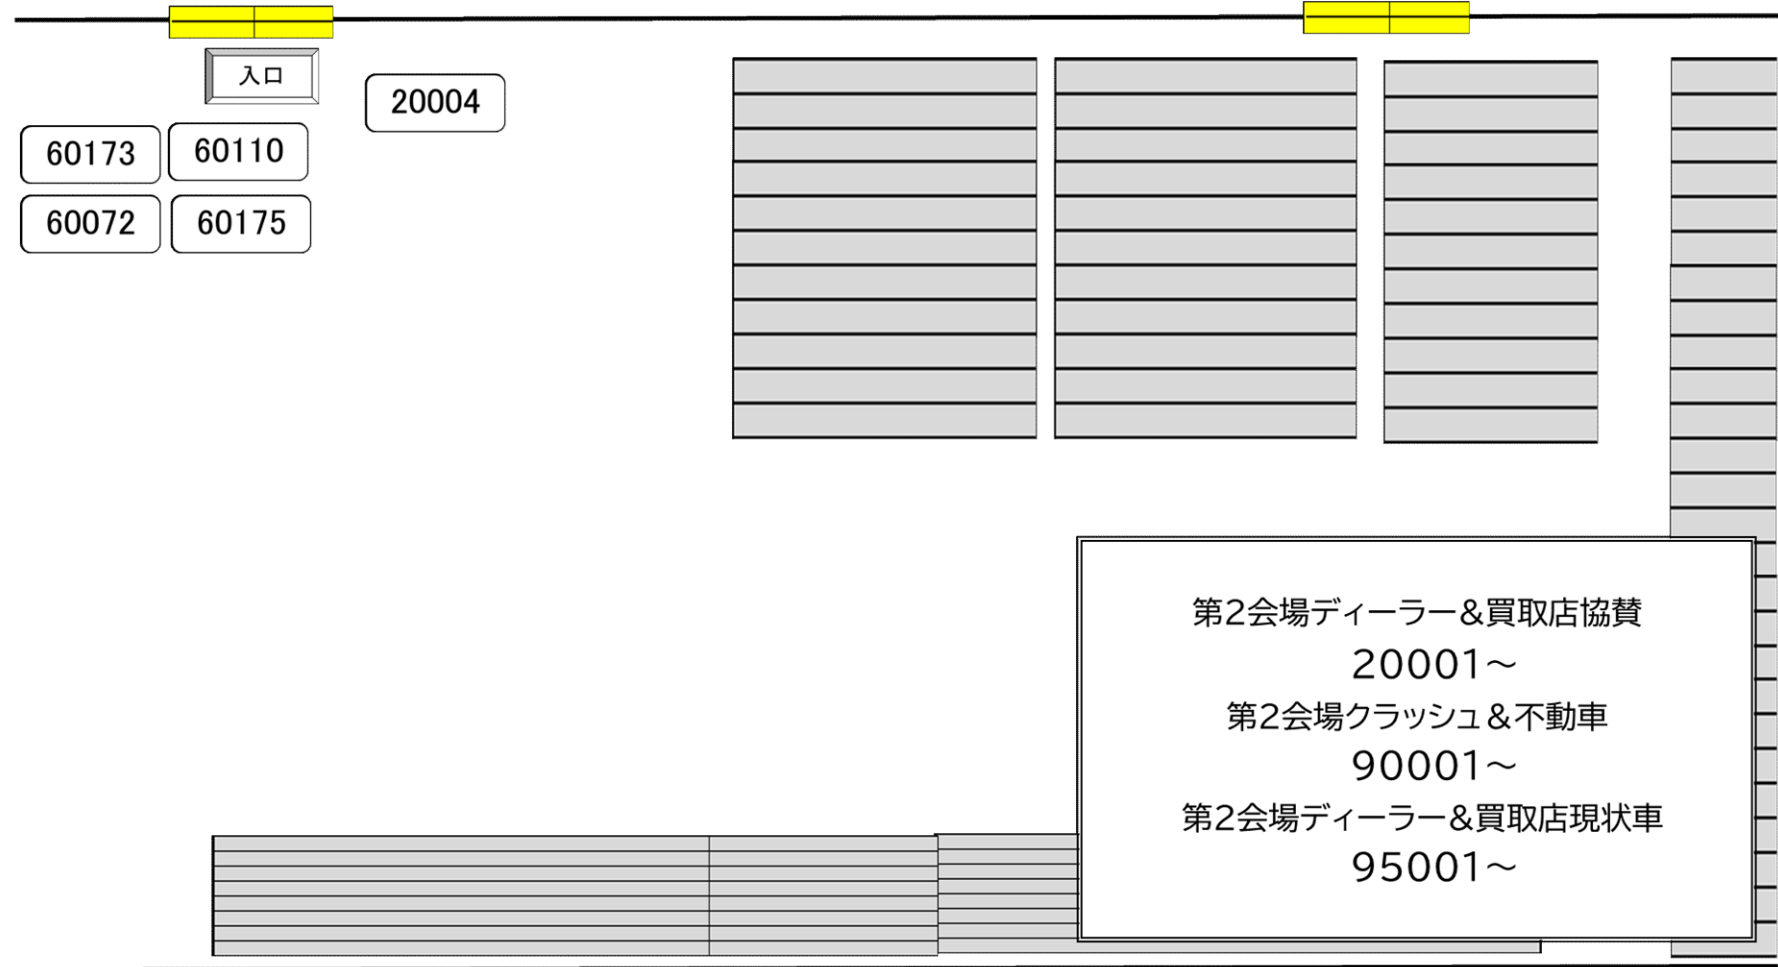 入口
20004
60173
60110
60072
60175
第2会場ディーラー&買取店協賛
20001~
第2会場クラッシュ&不動車
90001~
第2会場ディーラー&買取店現状車
95001~